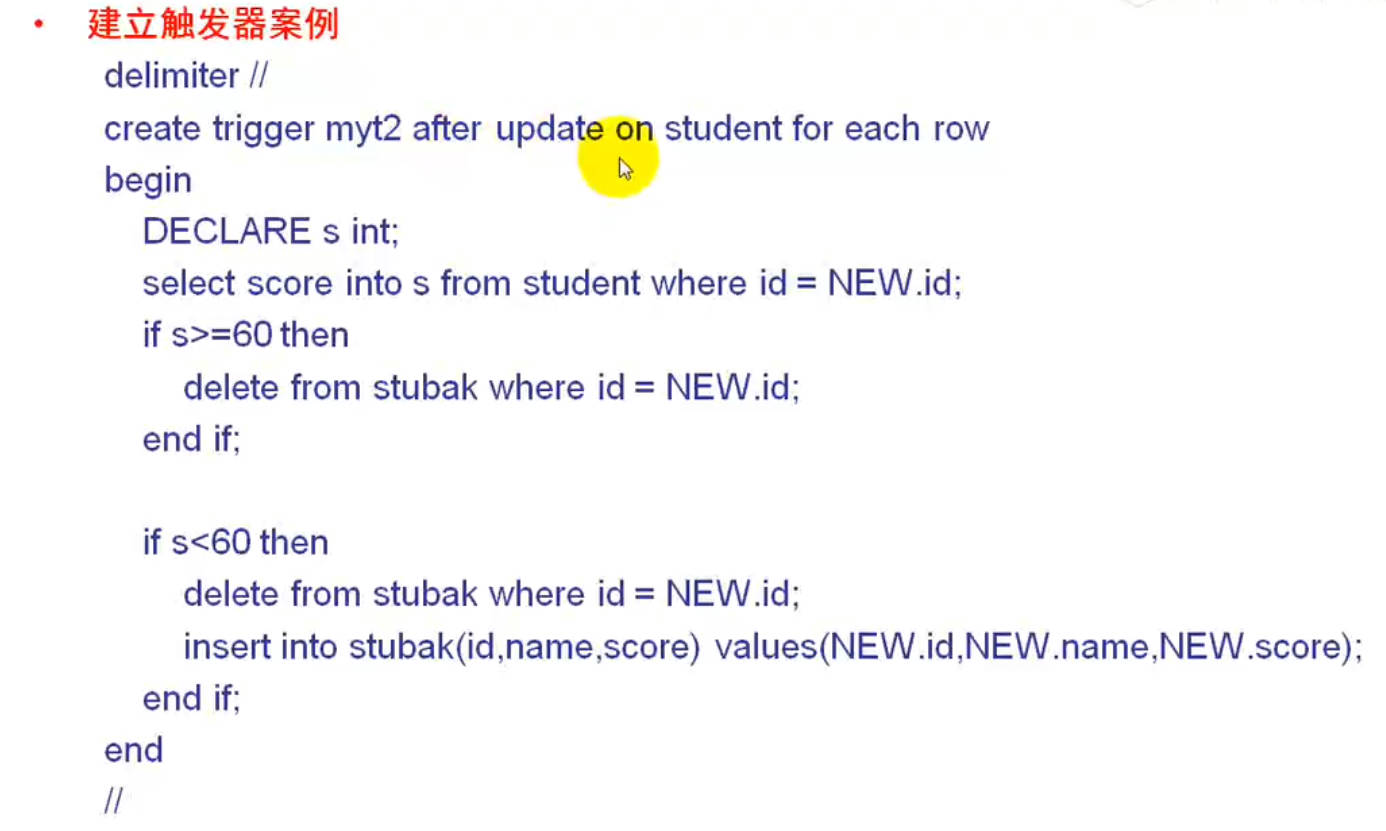 • 建立触发器案例
delimiter //
create trigger myt2 after update on student for each row
begin
DECLARE s int;
select score into s from student where id = NEW.id;
if s>=60 then
delete from stubak where id = NEW.id;
end if;
if s<60 then
delete from stubak where id = NEW.id;
insert into stubak(id,name,score) values(NEW.id,NEW.name,NEW.score);
end if;
end
//